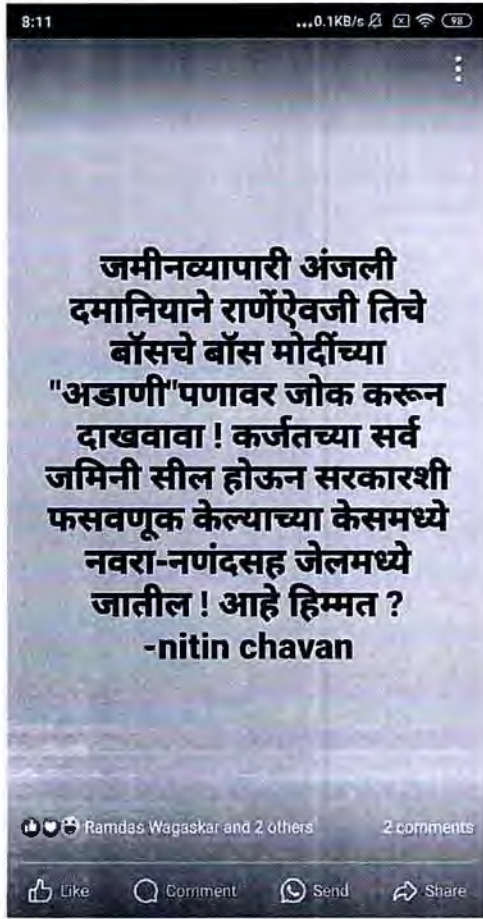 8:11 ...0.1KB/s 98
जमीनव्यापारी अंजली
दमानियाने राणेंऐवजी तिचे
बॉसचे बॉस मोदींच्या
"अडाणी"पणावर जोक करून
दाखवावा ! कर्जतच्या सर्व
जमिनी सील होऊन सरकारशी
फसवणूक केल्याच्या केसमध्ये
नवरा-नणंदसह जेलमध्ये
जातील ! आहे हिम्मत ?
-nitin chavan
Ramdas Wagaskar and 2 others 2 comments
Like Comment Send Share